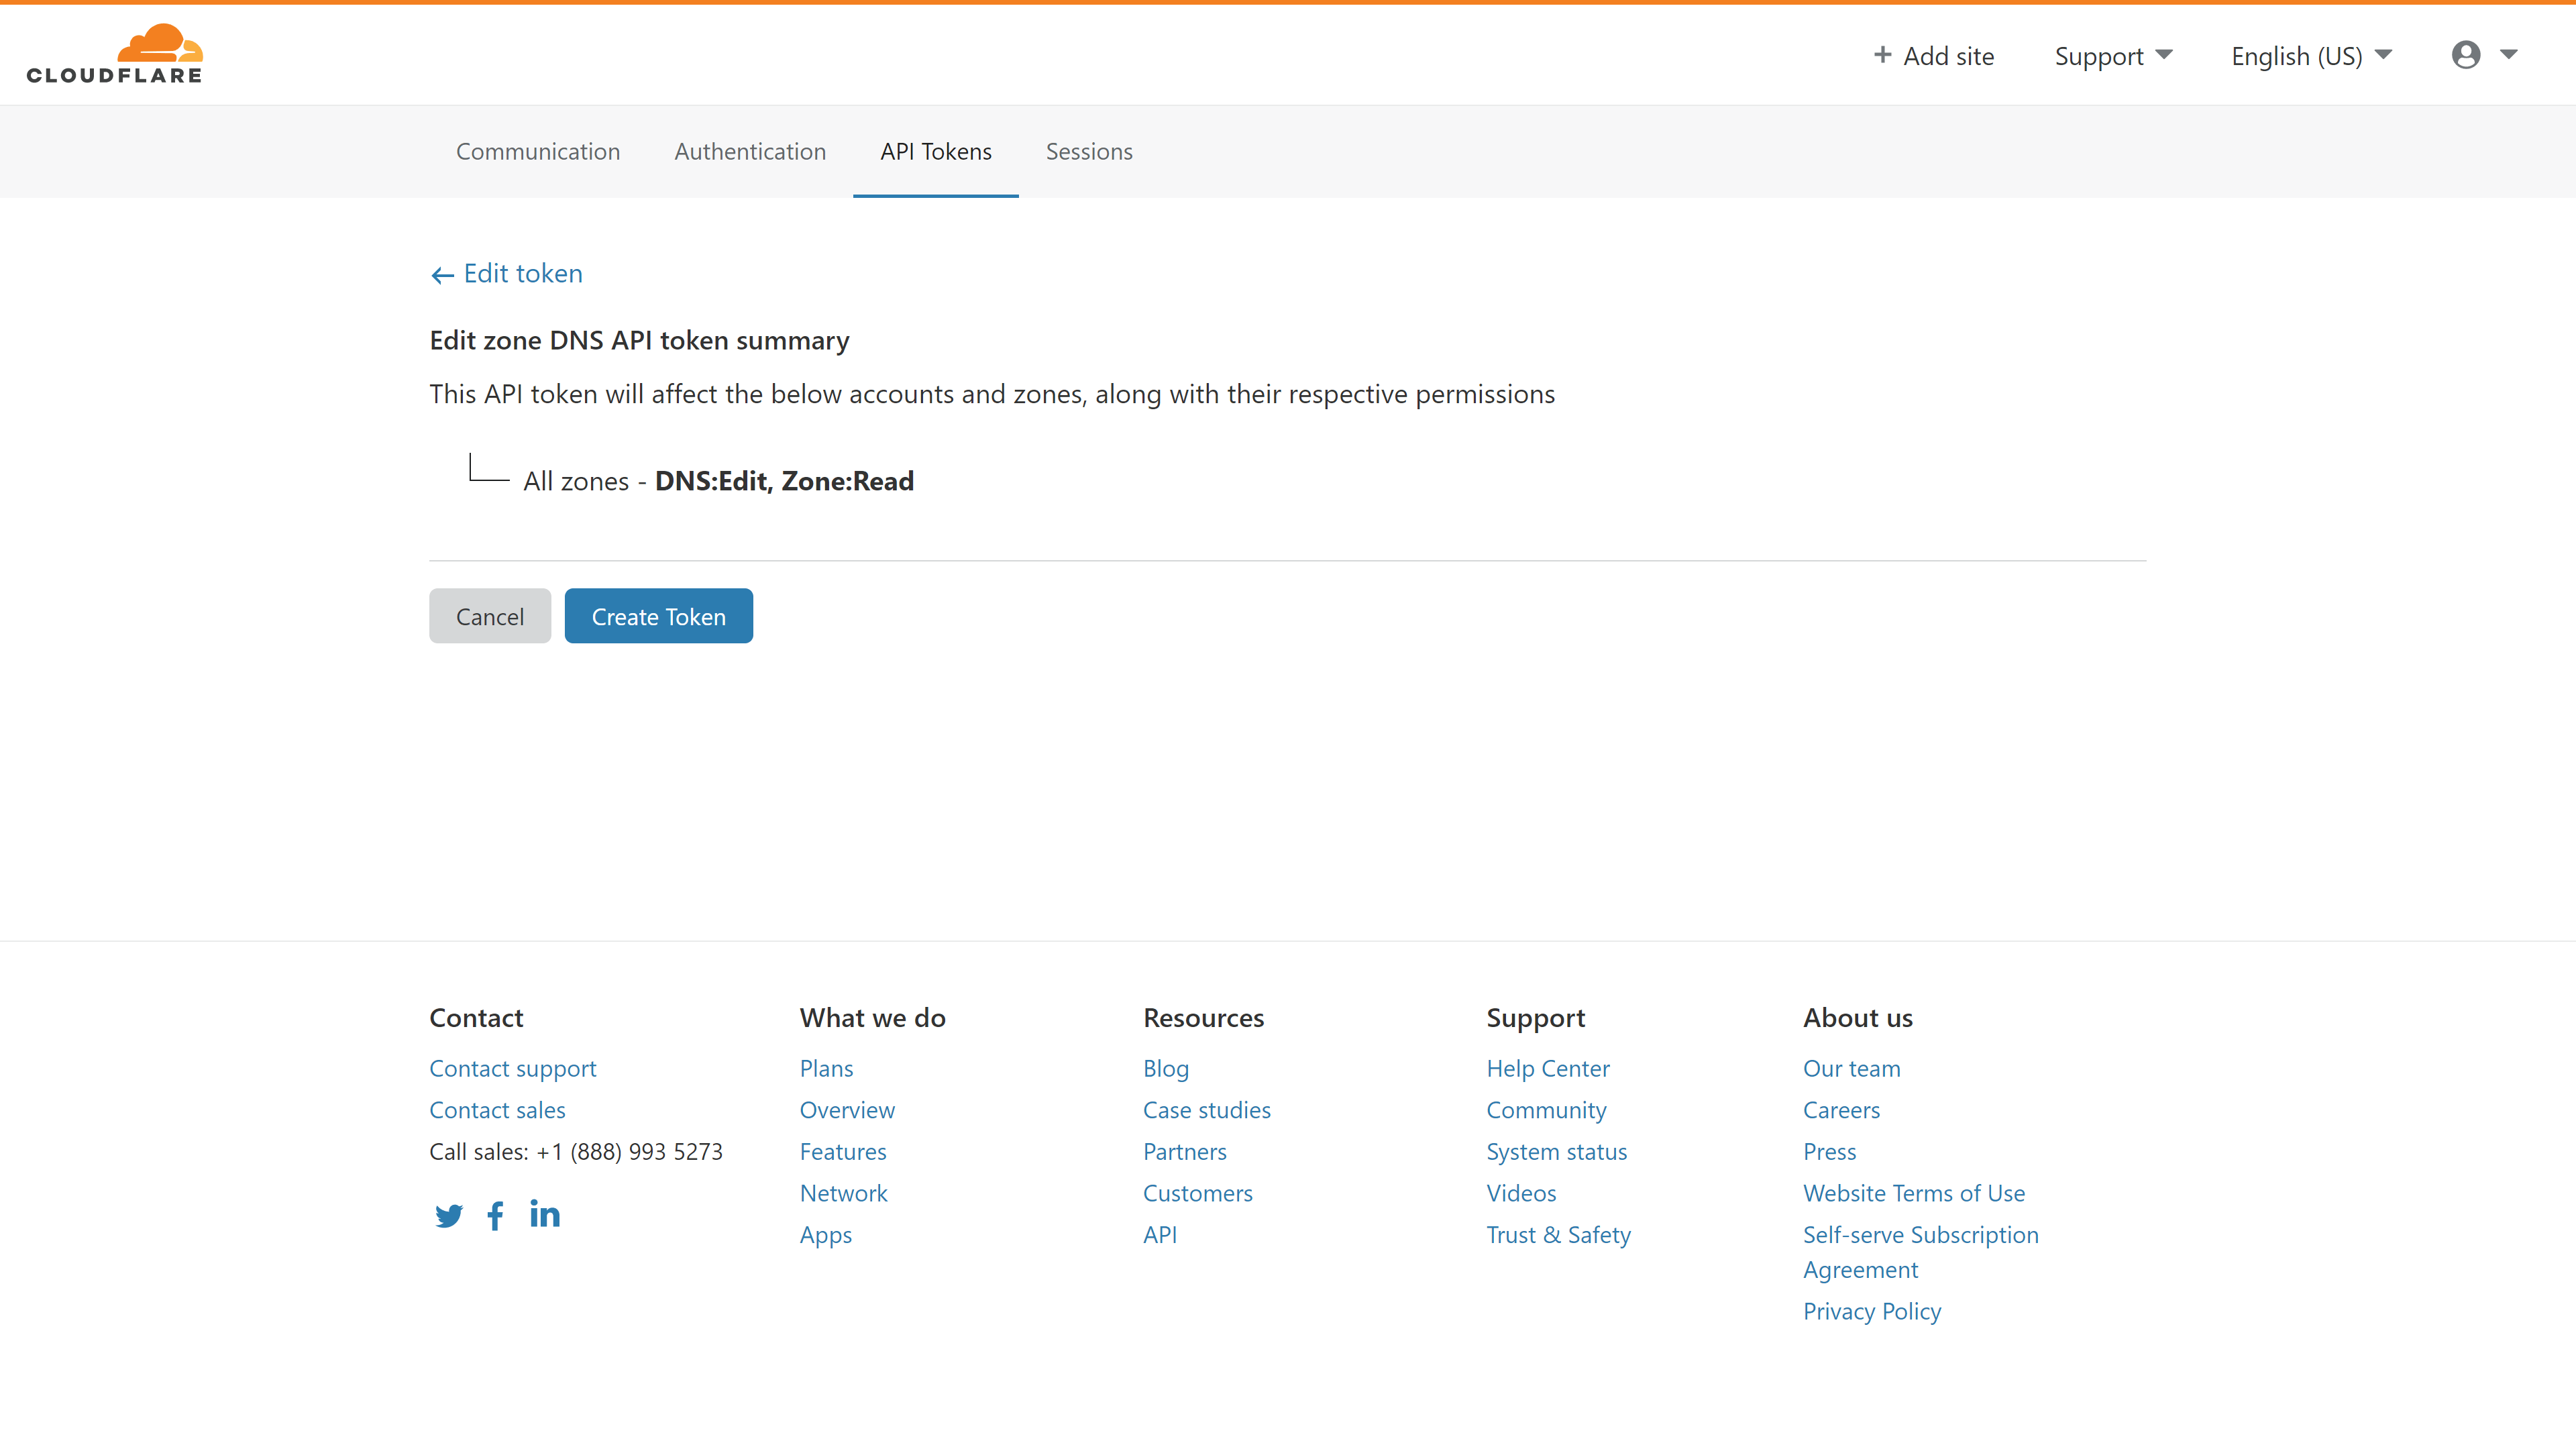 CLOUDFLARE
+ Add site
Support
English (US)
Communication
Authentication
API Tokens
Sessions
← Edit token
Edit zone DNS API token summary
This API token will affect the below accounts and zones, along with their respective permissions
All zones - DNS:Edit, Zone:Read
Cancel
Create Token
Contact
Contact support
Contact sales
Call sales: +1 (888) 993 5273
What we do
Plans
Overview
Features
Network
Apps
Resources
Blog
Case studies
Partners
Customers
API
Support
Help Center
Community
System status
Videos
Trust & Safety
About us
Our team
Careers
Press
Website Terms of Use
Self-serve Subscription
Agreement
Privacy Policy